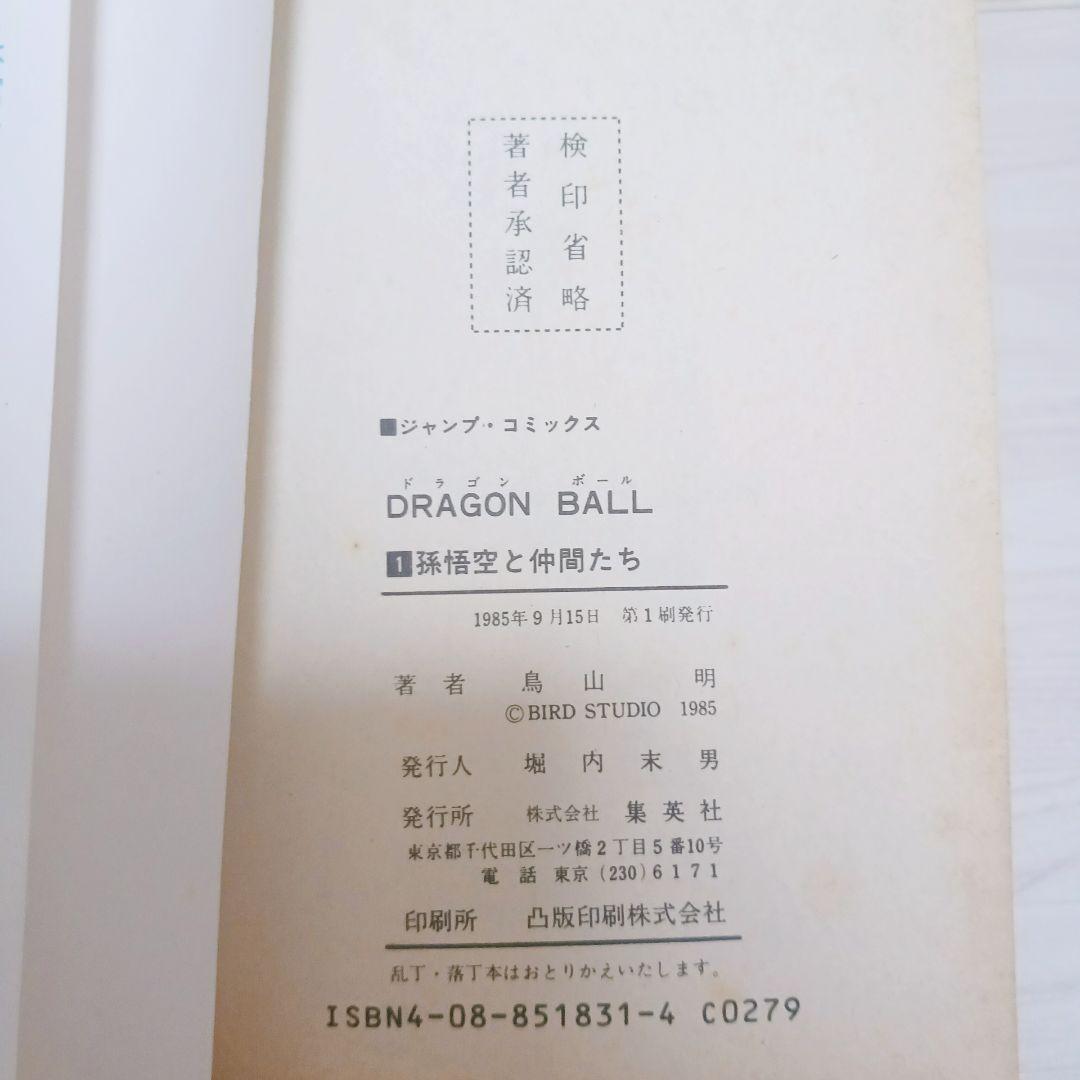 検印省略
著者承認済
■ジャンプ・コミックス
ドラゴン ボール
DRAGON BALL
1孫悟空と仲間たち
1985年9月15日 第1刷発行
著者 鳥山 明
©BIRD STUDIO 1985
発行人 堀内末男
発行所 株式会社 集英社
東京都千代田区一ツ橋2丁目5番10号
電話 東京(230)6171
印刷所 凸版印刷株式会社
乱丁・落丁本はおとりかえいたします。
ISBN4-08-851831-4 C0279